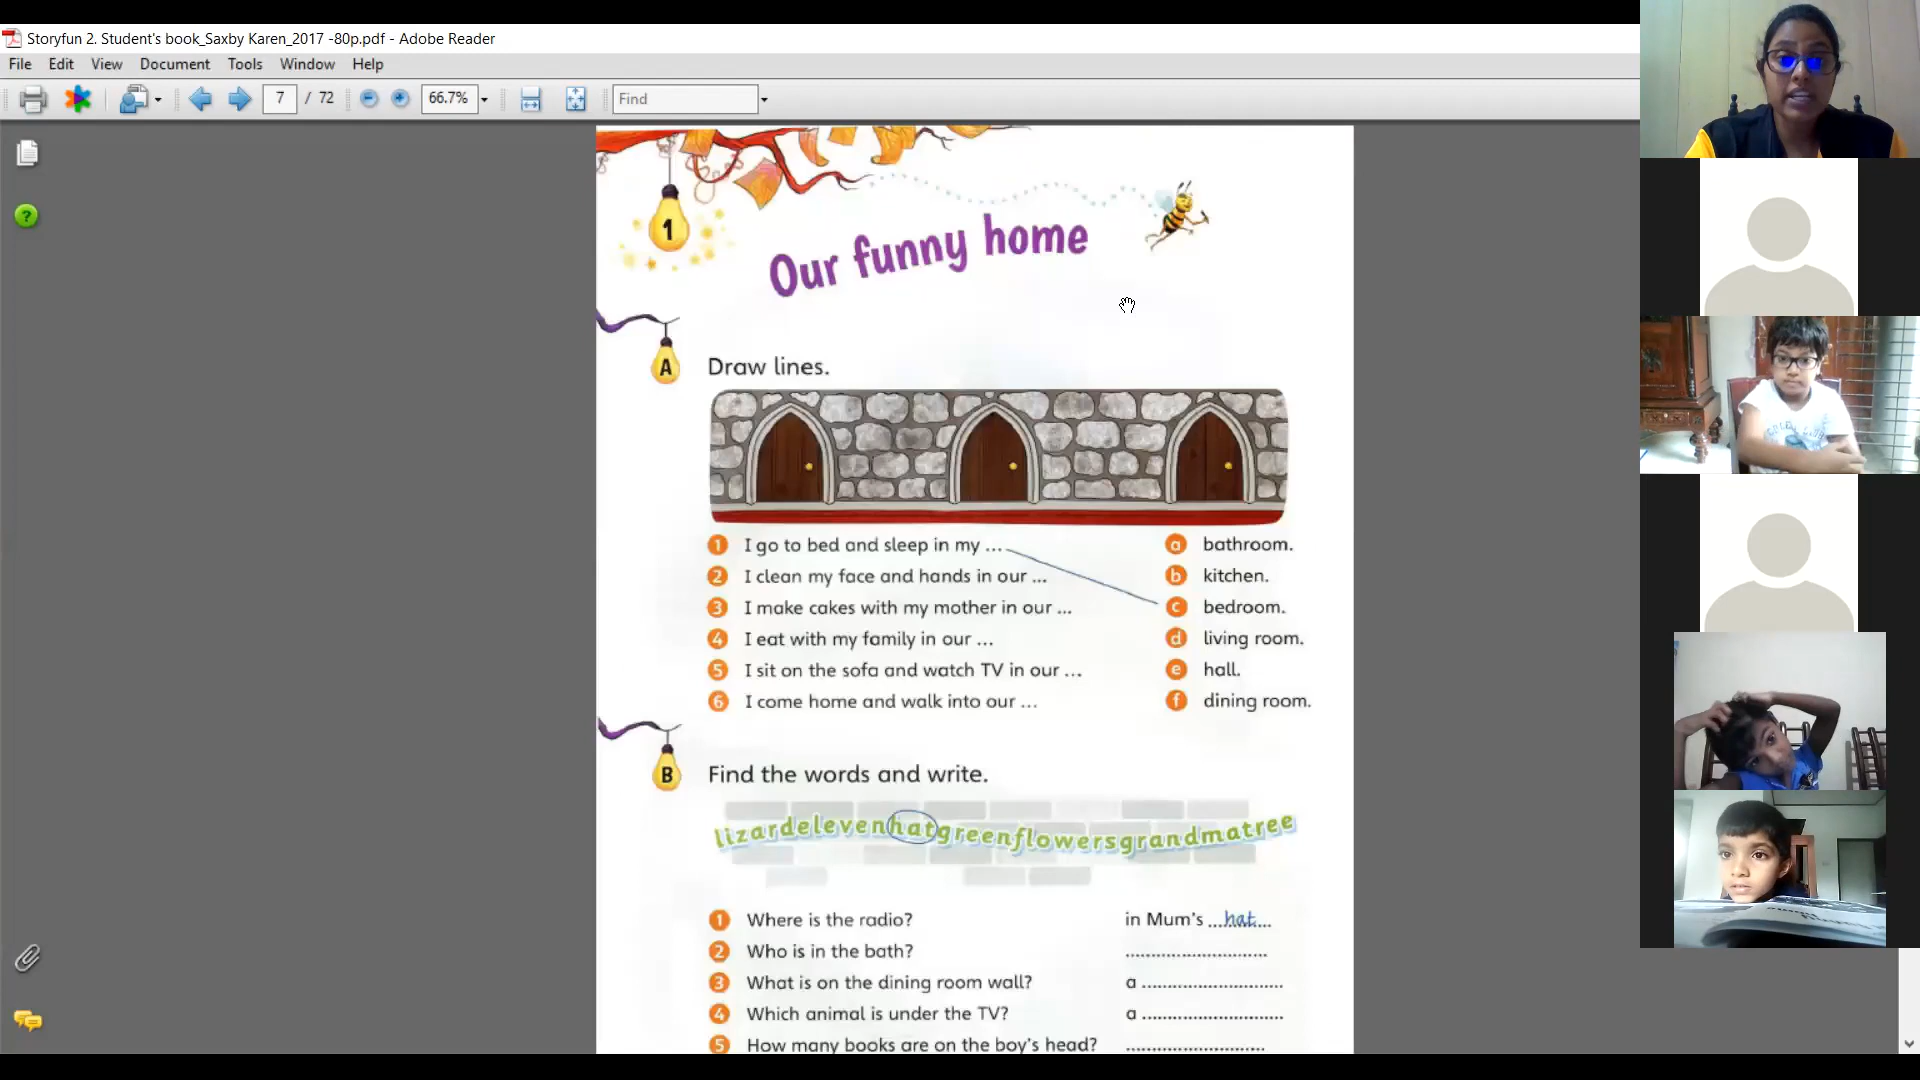 Storyfun 2. Student's book_Saxby Karen_2017 -80p.pdf - Adobe Reader
File Edit View Document Tools Window Help
7 / 72 66.7% Find
1
Our funny home
A Draw lines.
1 I go to bed and sleep in my ... a bathroom.
2 I clean my face and hands in our ... b kitchen.
3 I make cakes with my mother in our ... c bedroom.
4 I eat with my family in our ... d living room.
5 I sit on the sofa and watch TV in our ... e hall.
6 I come home and walk into our ... f dining room.
B Find the words and write.
lizardelevenhatgreenflowersgrandmatree
1 Where is the radio? in Mum's ...hat...
2 Who is in the bath? ..........................
3 What is on the dining room wall? a ..........................
4 Which animal is under the TV? a ..........................
5 How many books are on the boy's head? ..........................